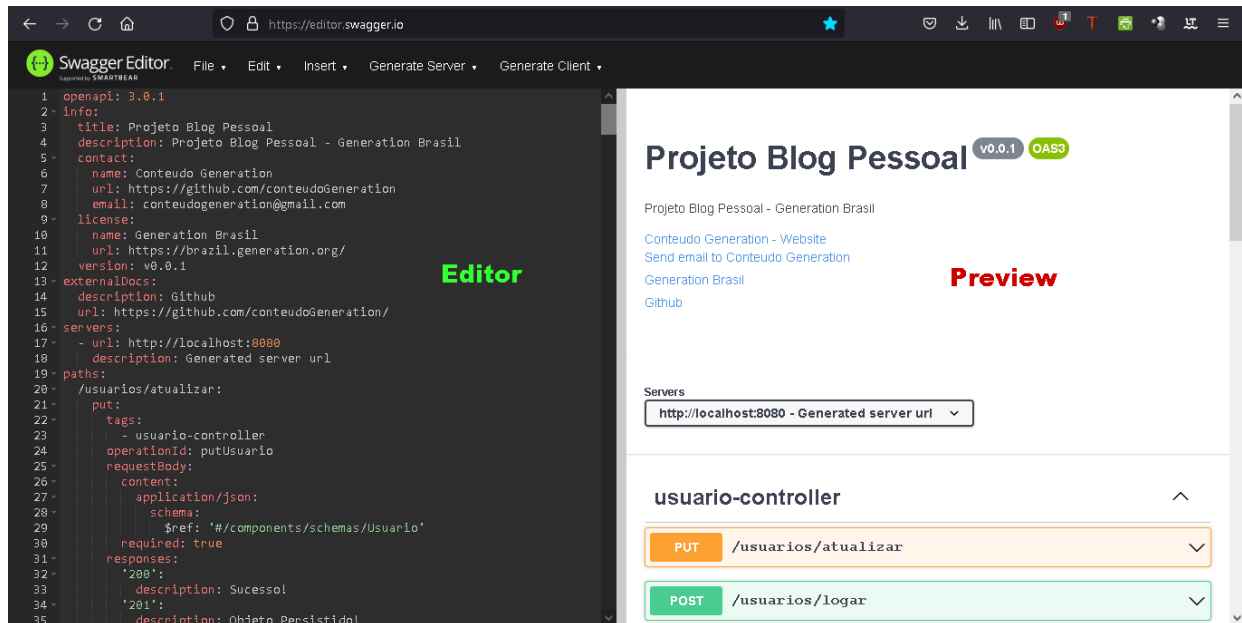 https://editor.swagger.io
1
Swagger Editor.
Supported by SMARTBEAR
File
Edit
Insert
Generate Server
Generate Client
1 openapi: 3.0.1
2 info:
3 title: Projeto Blog Pessoal
4 description: Projeto Blog Pessoal - Generation Brasil
5 contact:
6 name: Conteudo Generation
7 url: https://github.com/conteudoGeneration
8 email: conteudogeneration@gmail.com
9 license:
10 name: Generation Brasil
11 url: https://brazil.generation.org/
12 version: v0.0.1
13 externalDocs:
14 description: Github
15 url: https://github.com/conteudoGeneration/
16 servers:
17 - url: http://localhost:8080
18 description: Generated server url
19 paths:
20 /usuarios/atualizar:
21 put:
22 tags:
23 - usuario-controller
24 operationId: putUsuario
25 requestBody:
26 content:
27 application/json:
28 schema:
29 $ref: '#/components/schemas/Usuario'
30 required: true
31 responses:
32 '200':
33 description: Sucesso!
34 '201':
35 description: Objeto Persistido!
Editor
Projeto Blog Pessoal v0.0.1 OAS3
Projeto Blog Pessoal - Generation Brasil
Conteudo Generation - Website
Send email to Conteudo Generation
Generation Brasil
Github
Preview
Servers
http://localhost:8080 - Generated server url
usuario-controller
PUT /usuarios/atualizar
POST /usuarios/logar